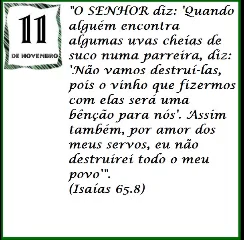 11
DE NOVEMBRO
"O SENHOR diz: 'Quando
alguém encontra
algumas uvas cheias de
suco numa parreira, diz:
'Não vamos destruí-las,
pois o vinho que fizermos
com elas será uma
bênção para nós'. 'Assim
também, por amor dos
meus servos, eu não
destruirei todo o meu
povo'".
(Isaías 65.8)